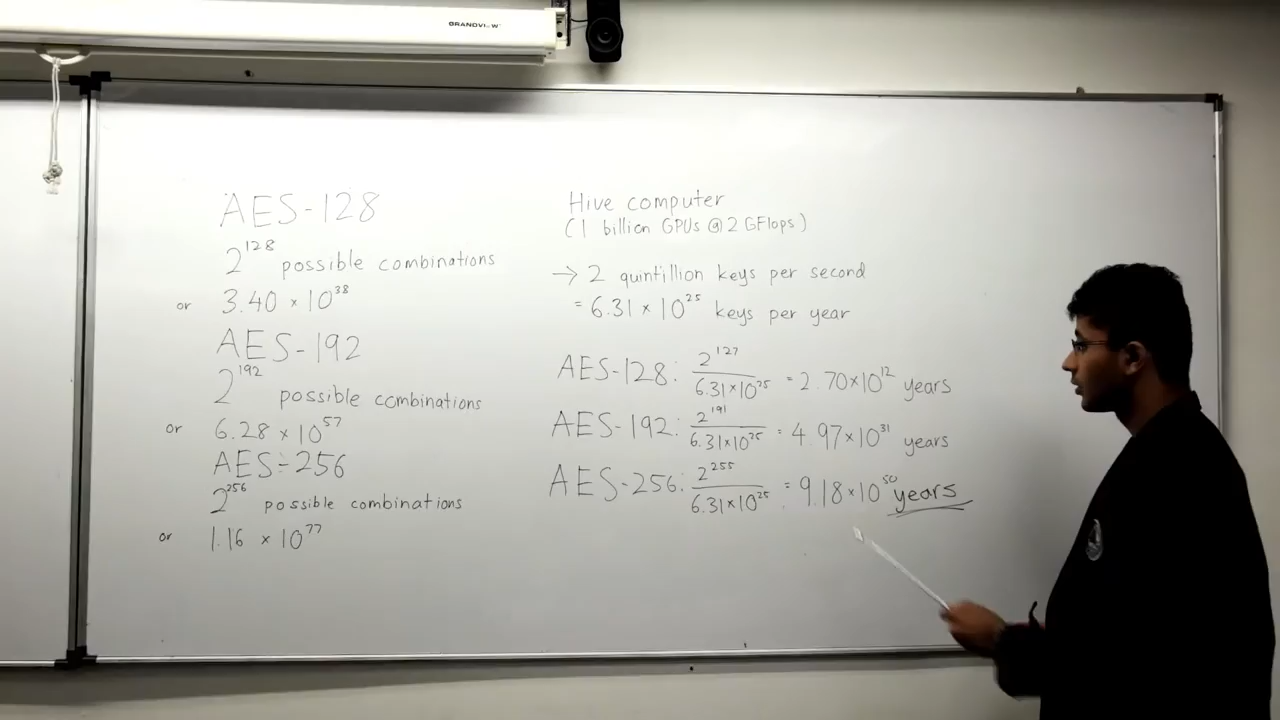 GRANDVIEW
AES-128
2^128 possible combinations
or 3.40 × 10^38
AES-192
2^192 possible combinations
or 6.28 × 10^57
AES-256
2^256 possible combinations
or 1.16 × 10^77
Hive computer
(1 billion GPUs @ 2 GFlops)
→ 2 quintillion keys per second
= 6.31 × 10^25 keys per year
AES-128: 2^127 / 6.31×10^25 = 2.70×10^12 years
AES-192: 2^191 / 6.31×10^25 = 4.97×10^31 years
AES-256: 2^255 / 6.31×10^25 = 9.18×10^50 years